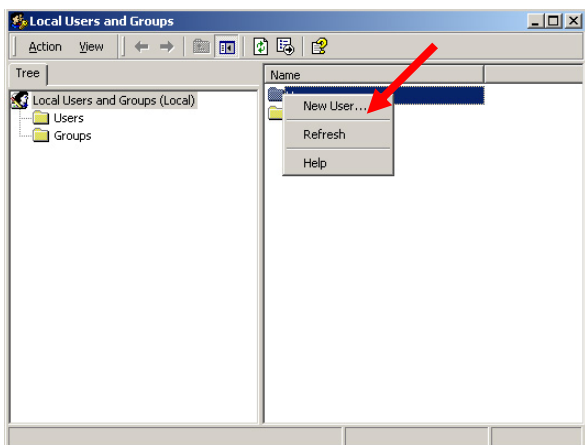 Local Users and Groups
Action View
Tree
Name
Local Users and Groups (Local)
Users
Groups
New User...
Refresh
Help